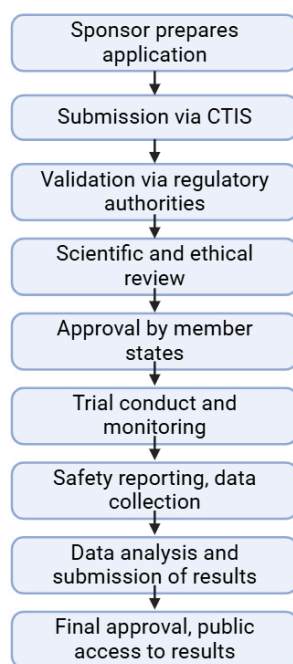 Sponsor prepares
application
Submission via CTIS
Validation via regulatory
authorities
Scientific and ethical
review
Approval by member
states
Trial conduct and
monitoring
Safety reporting, data
collection
Data analysis and
submission of results
Final approval, public
access to results